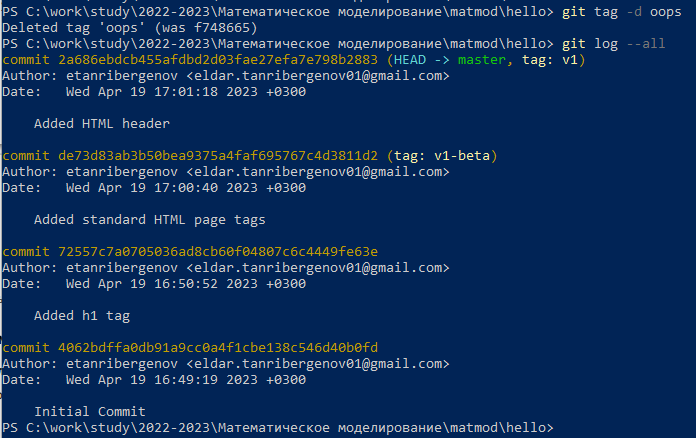 PS C:\work\study\2022-2023\Математическое моделирование\matmod\hello> git tag -d oops
Deleted tag 'oops' (was f748665)
PS C:\work\study\2022-2023\Математическое моделирование\matmod\hello> git log --all
commit 2a686ebdcb455afdbd2d03fae27efa7e798b2883 (HEAD -> master, tag: v1)
Author: etanribergenov <eldar.tanribergenov01@gmail.com>
Date:   Wed Apr 19 17:01:18 2023 +0300
    Added HTML header
commit de73d83ab3b50bea9375a4faf695767c4d3811d2 (tag: v1-beta)
Author: etanribergenov <eldar.tanribergenov01@gmail.com>
Date:   Wed Apr 19 17:00:40 2023 +0300
    Added standard HTML page tags
commit 72557c7a0705036ad8cb60f04807c6c4449fe63e
Author: etanribergenov <eldar.tanribergenov01@gmail.com>
Date:   Wed Apr 19 16:50:52 2023 +0300
    Added h1 tag
commit 4062bdffa0db91a9cc0a4f1cbe138c546d40b0fd
Author: etanribergenov <eldar.tanribergenov01@gmail.com>
Date:   Wed Apr 19 16:49:19 2023 +0300
    Initial Commit
PS C:\work\study\2022-2023\Математическое моделирование\matmod\hello>